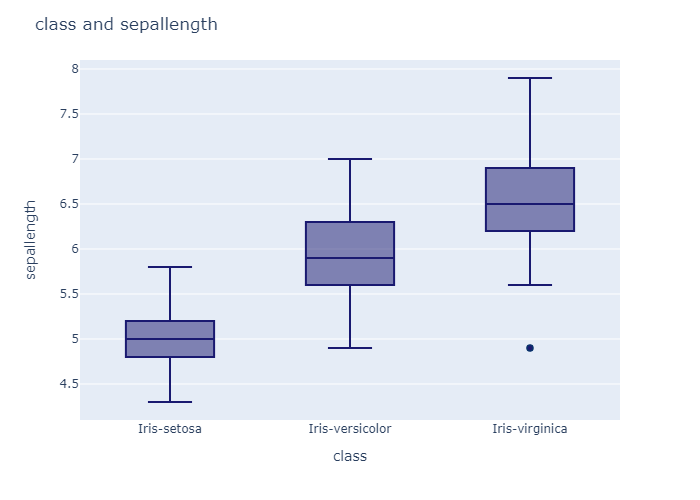 class and sepallength
8
7.5
7
6.5
6
5.5
5
4.5
sepallength
Iris-setosa
Iris-versicolor
Iris-virginica
class